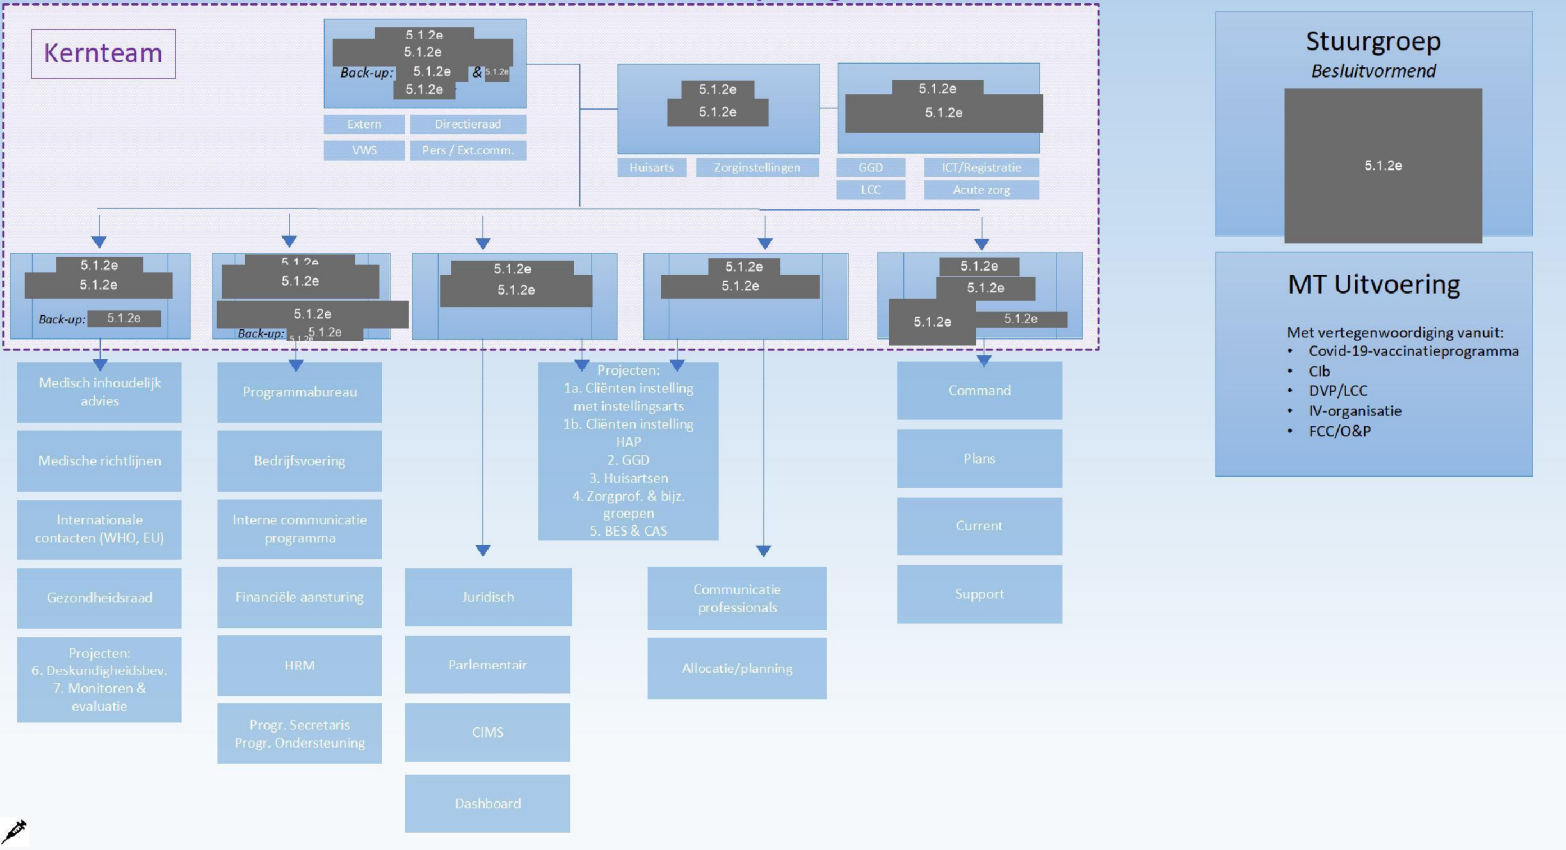 Kernteam
5.1.2e
5.1.2e
Back-up: 5.1.2e & 5.1.2e
5.1.2e
Extern
Directieraad
VWS
Pers / Ext.comm.
5.1.2e
5.1.2e
Huisarts
Zorginstellingen
5.1.2e
5.1.2e
GGD
ICT/Registratie
LCC
Acute zorg
5.1.2e
5.1.2e
Back-up: 5.1.2e
5.1.2e
5.1.2e
5.1.2e
Back-up: 5.1.2e 5.1.2e
5.1.2e
5.1.2e
5.1.2e
5.1.2e
5.1.2e
5.1.2e
5.1.2e
5.1.2e
Medisch inhoudelijk
advies
Medische richtlijnen
Internationale
contacten (WHO, EU)
Gezondheidsraad
Projecten:
6. Deskundigheidsbev.
7. Monitoren &
evaluatie
Programmabureau
Bedrijfsvoering
Interne communicatie
programma
Financiële aansturing
HRM
Progr. Secretaris
Progr. Ondersteuning
Juridisch
Parlementair
CIMS
Dashboard
Projecten:
1a. Cliënten instelling
met instellingsarts
1b. Cliënten instelling
HAP
2. GGD
3. Huisartsen
4. Zorgprof. & bijz.
groepen
5. BES & CAS
Communicatie
professionals
Allocatie/planning
Command
Plans
Current
Support
Stuurgroep
Besluitvormend
5.1.2e
MT Uitvoering
Met vertegenwoordiging vanuit:
• Covid-19-vaccinatieprogramma
• CIb
• DVP/LCC
• IV-organisatie
• FCC/O&P